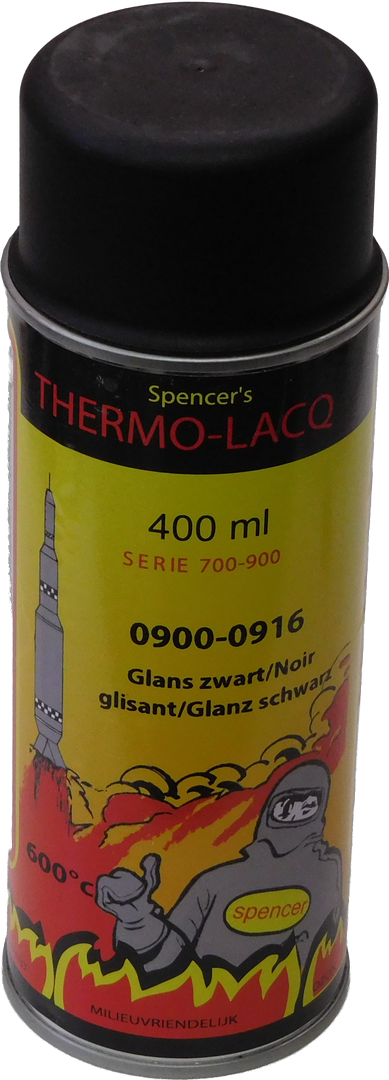 Spencer's
THERMO-LACQ
400 ml
SERIE 700-900
0900-0916
Glans zwart/Noir
glisant/Glanz schwarz
600°C
spencer
MILIEUVRIENDELIJK